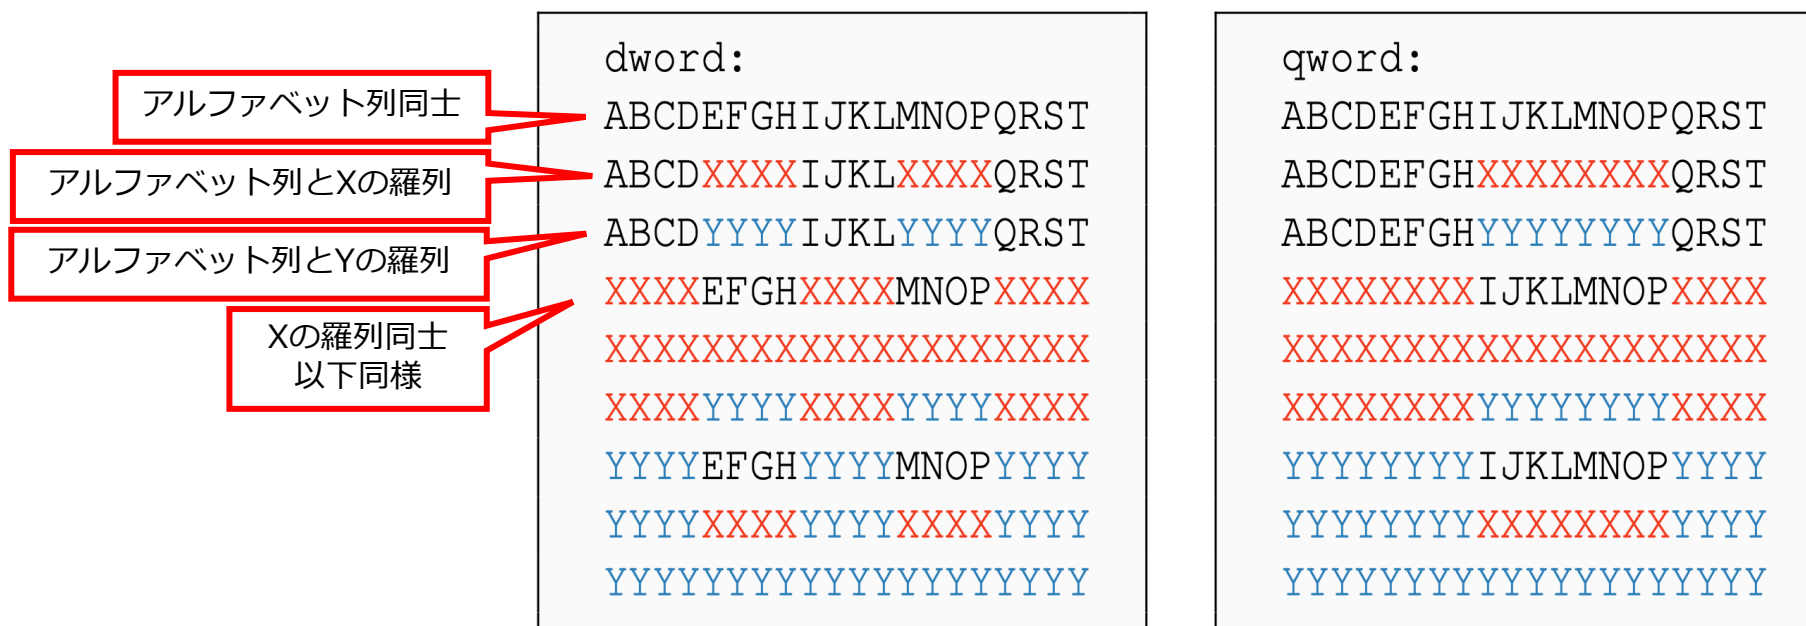 アルファベット列同士
アルファベット列とXの羅列
アルファベット列とYの羅列
Xの羅列同士
以下同様
dword:
ABCDEFGHIJKLMNOPQRST
ABCDXXXXIJKLXXXXQRST
ABCDYYYYIJKLYYYYQRST
XXXXEFGHXXXXMNOPXXXX
XXXXXXXXXXXXXXXXXXXX
XXXXYYYYXXXXYYYYXXXX
YYYYEFGHYYYYMNOPYYYY
YYYYXXXXYYYYXXXXYYYY
YYYYYYYYYYYYYYYYYYYY
qword:
ABCDEFGHIJKLMNOPQRST
ABCDEFGHXXXXXXXXQRST
ABCDEFGHYYYYYYYYQRST
XXXXXXXXIJKLMNOPXXXX
XXXXXXXXXXXXXXXXXXXX
XXXXXXXXYYYYYYYYXXXX
YYYYYYYYIJKLMNOPYYYY
YYYYYYYYXXXXXXXXYYYY
YYYYYYYYYYYYYYYYYYYY